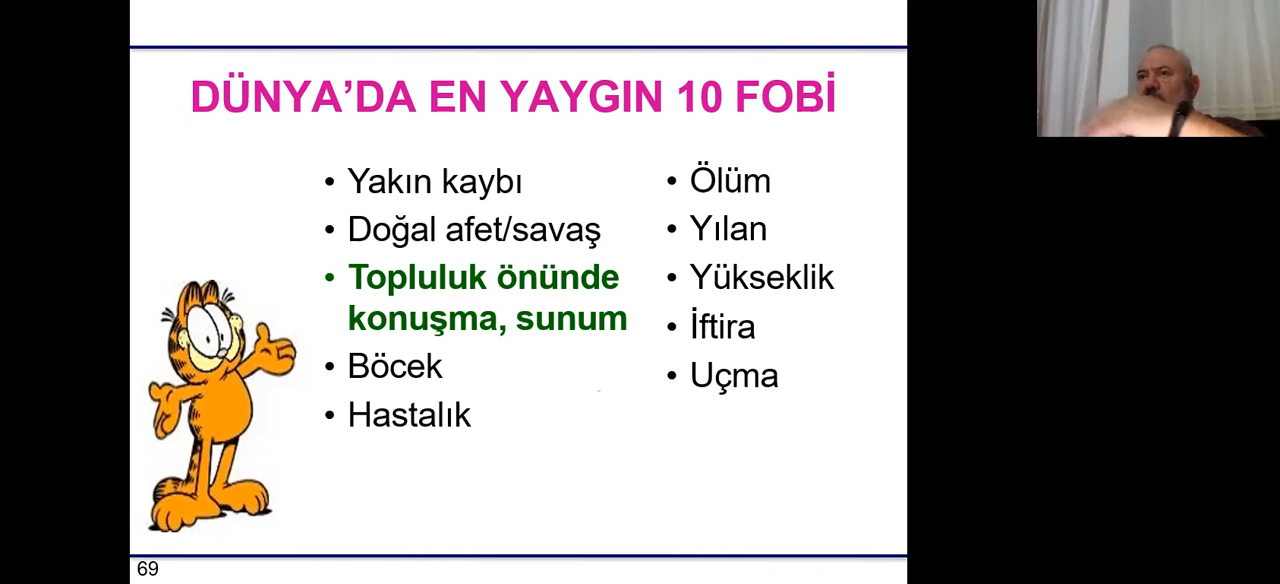 DÜNYA’DA EN YAYGIN 10 FOBİ
• Yakın kaybı
• Doğal afet/savaş
• Topluluk önünde
konuşma, sunum
• Böcek
• Hastalık
• Ölüm
• Yılan
• Yükseklik
• İftira
• Uçma
69